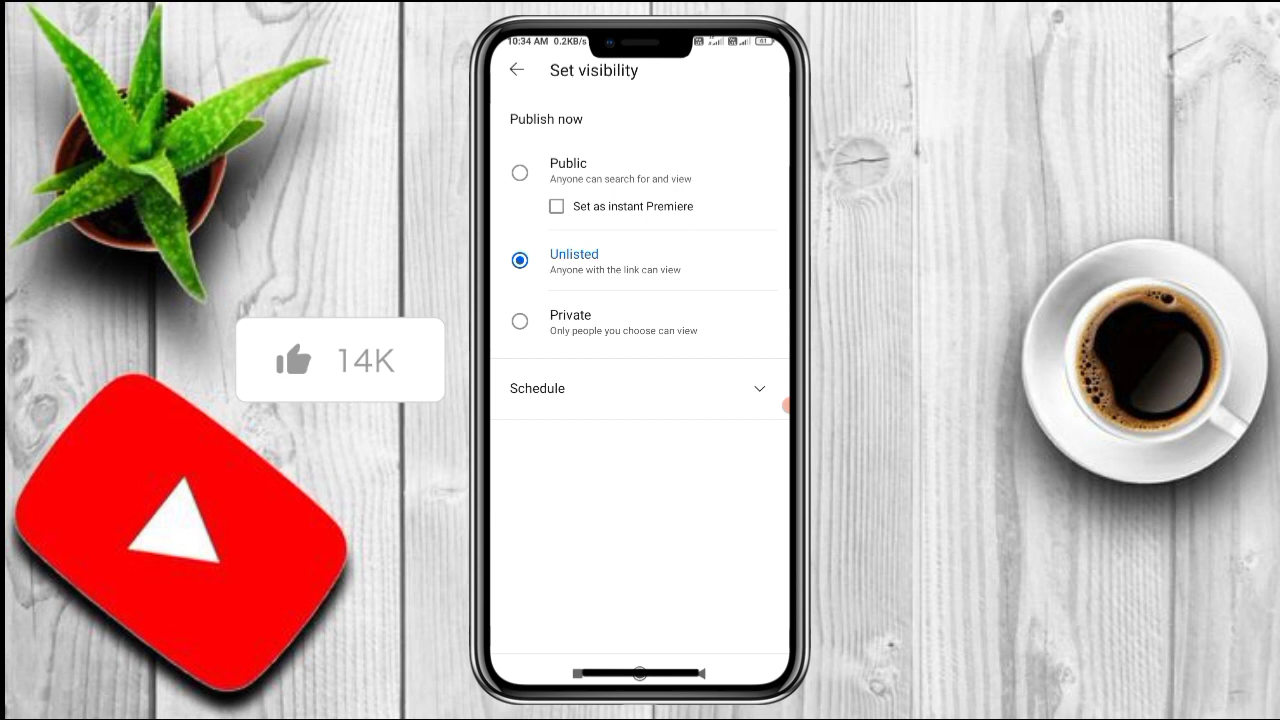 10:34 AM 0.2KB/s
61
Set visibility
Publish now
Public
Anyone can search for and view
Set as instant Premiere
Unlisted
Anyone with the link can view
Private
Only people you choose can view
14K
Schedule